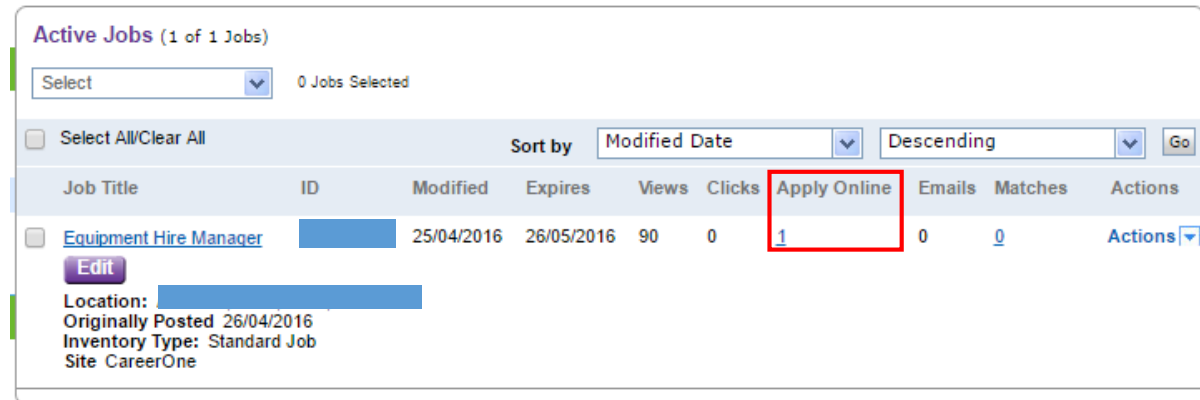 Active Jobs (1 of 1 Jobs)
Select 0 Jobs Selected
Select All/Clear All Sort by Modified Date Descending Go
Job Title ID Modified Expires Views Clicks Apply Online Emails Matches Actions
Equipment Hire Manager 25/04/2016 26/05/2016 90 0 1 0 0 Actions
Edit
Location:
Originally Posted 26/04/2016
Inventory Type: Standard Job
Site CareerOne